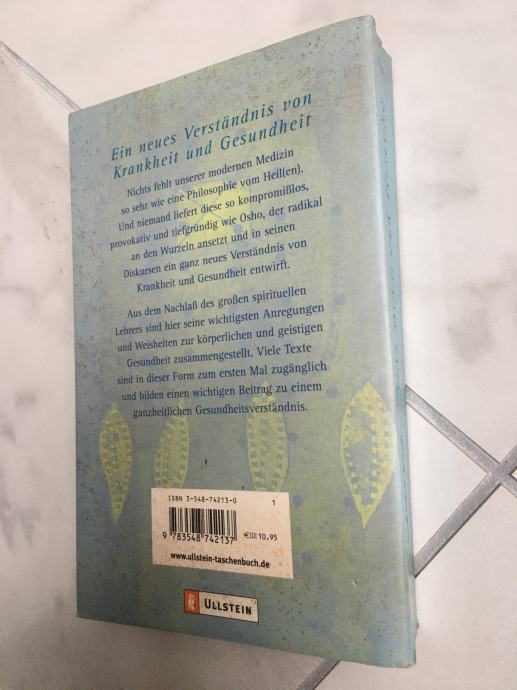 Ein neues Verständnis von
Krankheit und Gesundheit
Nichts fehlt unserer modernen Medizin
so sehr wie eine Philosophie vom Heil(en).
Und niemand liefert diese so kompromißlos,
provokativ und tiefgründig wie Osho, der radikal
an den Wurzeln ansetzt und in seinen
Diskursen ein ganz neues Verständnis von
Krankheit und Gesundheit entwirft.
Aus dem Nachlaß des großen spirituellen
Lehrers sind hier seine wichtigsten Anregungen
und Weisheiten zur körperlichen und geistigen
Gesundheit zusammengestellt. Viele Texte
sind in dieser Form zum ersten Mal zugänglich
und bilden einen wichtigen Beitrag zu einem
ganzheitlichen Gesundheitsverständnis.
ISBN 3-548-74213-0 1
9 783548 742137 €[D] 10.95
www.ullstein-taschenbuch.de
ULLSTEIN